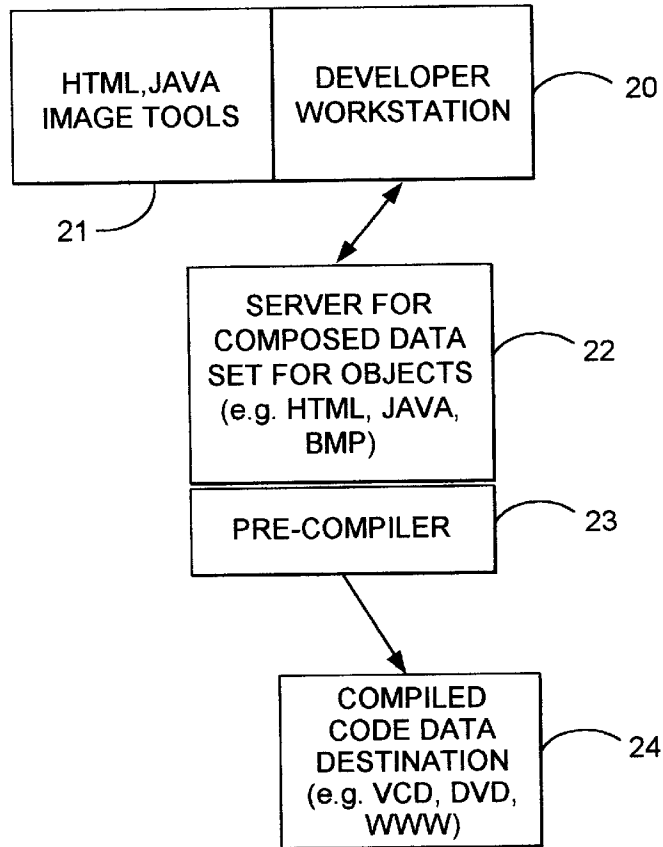 HTML,JAVA
IMAGE TOOLS
DEVELOPER
WORKSTATION
20
21
SERVER FOR
COMPOSED DATA
SET FOR OBJECTS
(e.g. HTML, JAVA,
BMP)
22
PRE-COMPILER
23
COMPILED
CODE DATA
DESTINATION
(e.g. VCD, DVD,
WWW)
24